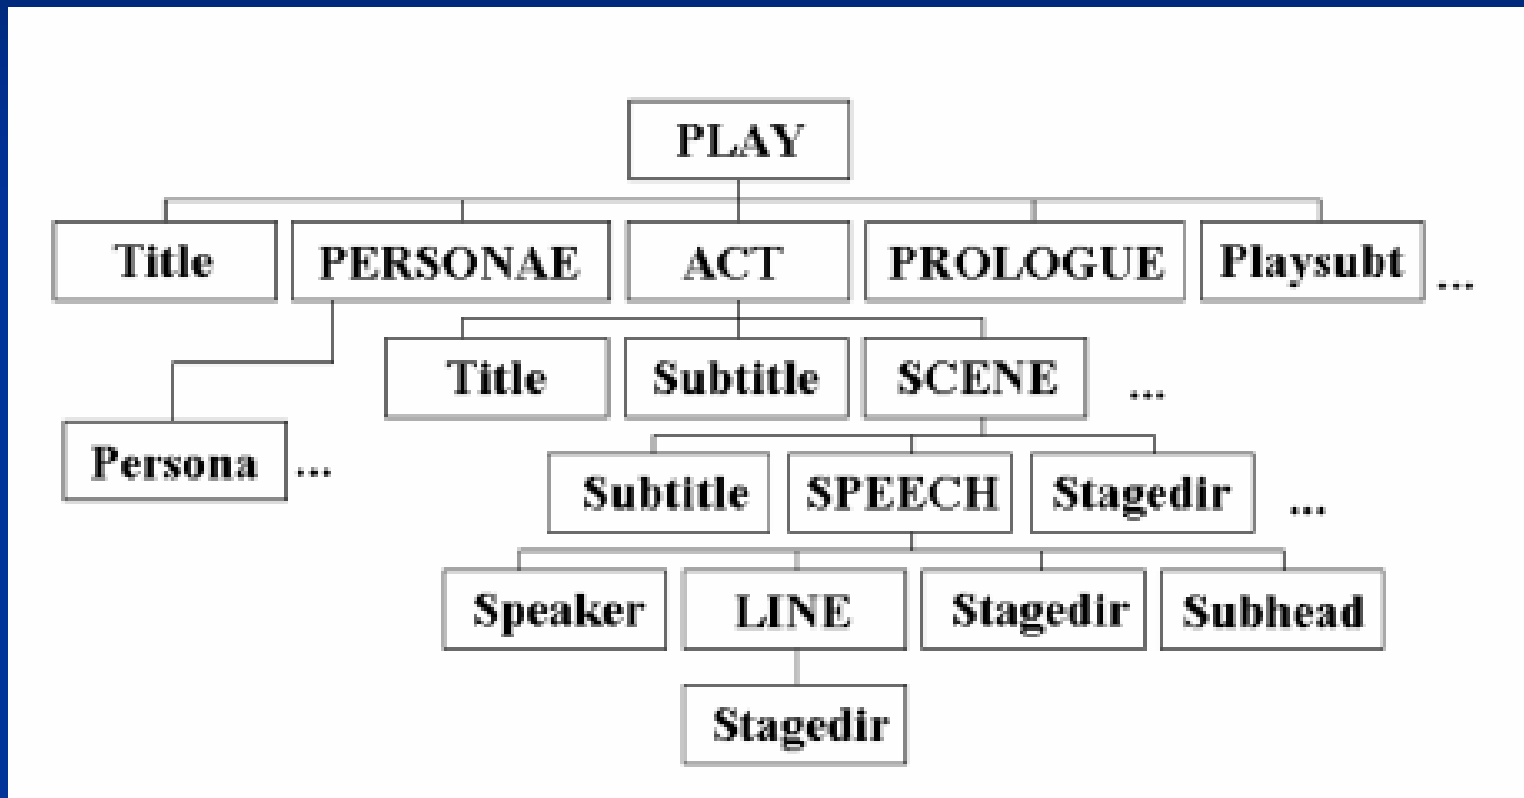 PLAY
Title PERSONAE ACT PROLOGUE Playsubt ...
Title Subtitle SCENE ...
Persona ...
Subtitle SPEECH Stagedir ...
Speaker LINE Stagedir Subhead
Stagedir